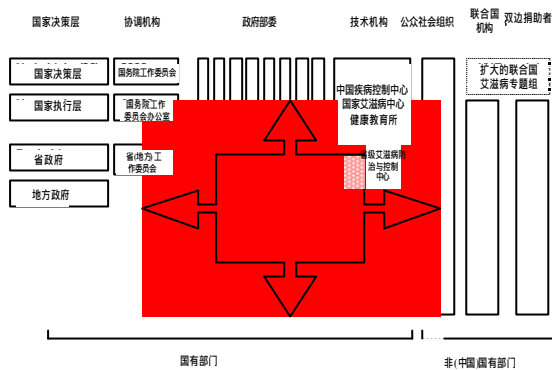 国家决策层
协调机构
政府部委
技术机构
公众社会组织
联合国
机构
双边捐助者
国家决策层
国务院工作委员会
扩大的联合国
艾滋病专题组
中国疾病控制中心
国家艾滋病中心
健康教育所
国家执行层
国务院工作
委员会办公室
省政府
省(地方)工
作委员会
省级艾滋病防
治与控制
中心
地方政府
国有部门
非(中国)国有部门